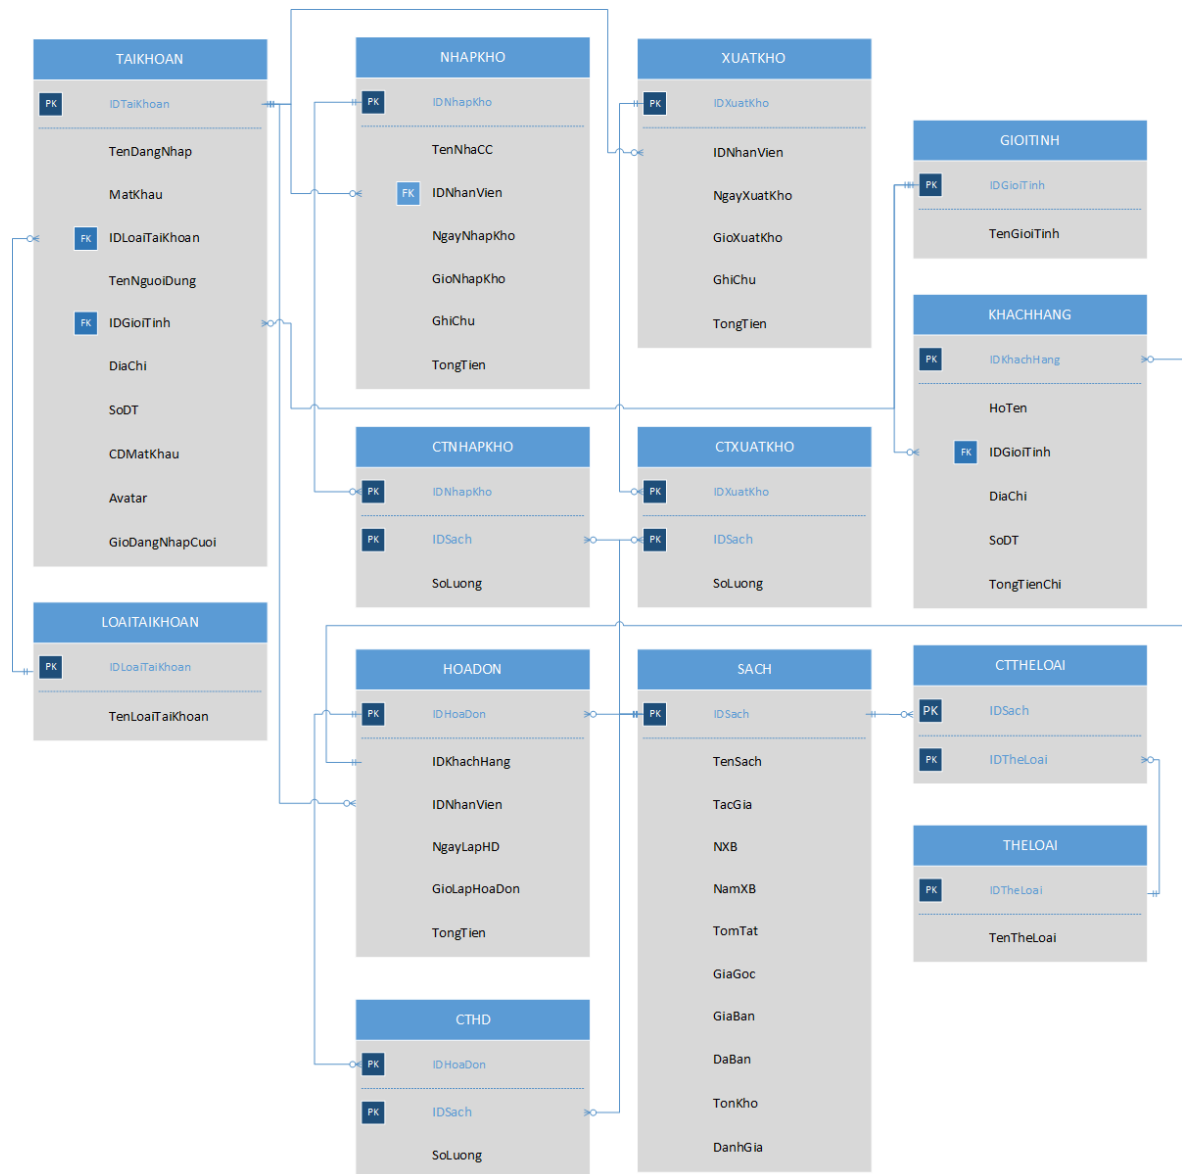 TAIKHOAN
PK IDTaiKhoan
TenDangNhap
MatKhau
FK IDLoaiTaiKhoan
TenNguoiDung
FK IDGioiTinh
DiaChi
SoDT
CDMatKhau
Avatar
GioDangNhapCuoi
LOAITAIKHOAN
PK IDLoaiTaiKhoan
TenLoaiTaiKhoan
NHAPKHO
PK IDNhapKho
TenNhaCC
FK IDNhanVien
NgayNhapKho
GioNhapKho
GhiChu
TongTien
CTNHAPKHO
PK IDNhapKho
PK IDSach
SoLuong
HOADON
PK IDHoaDon
IDKhachHang
IDNhanVien
NgayLapHD
GioLapHoaDon
TongTien
CTHD
PK IDHoaDon
PK IDSach
SoLuong
XUATKHO
PK IDXuatKho
IDNhanVien
NgayXuatKho
GioXuatKho
GhiChu
TongTien
CTXUATKHO
PK IDXuatKho
PK IDSach
SoLuong
SACH
PK IDSach
TenSach
TacGia
NXB
NamXB
TomTat
GiaGoc
GiaBan
DaBan
TonKho
DanhGia
GIOITINH
PK IDGioiTinh
TenGioiTinh
KHACHHANG
PK IDKhachHang
HoTen
FK IDGioiTinh
DiaChi
SoDT
TongTienChi
CTTHELOAI
PK IDSach
PK IDTheLoai
THELOAI
PK IDTheLoai
TenTheLoai